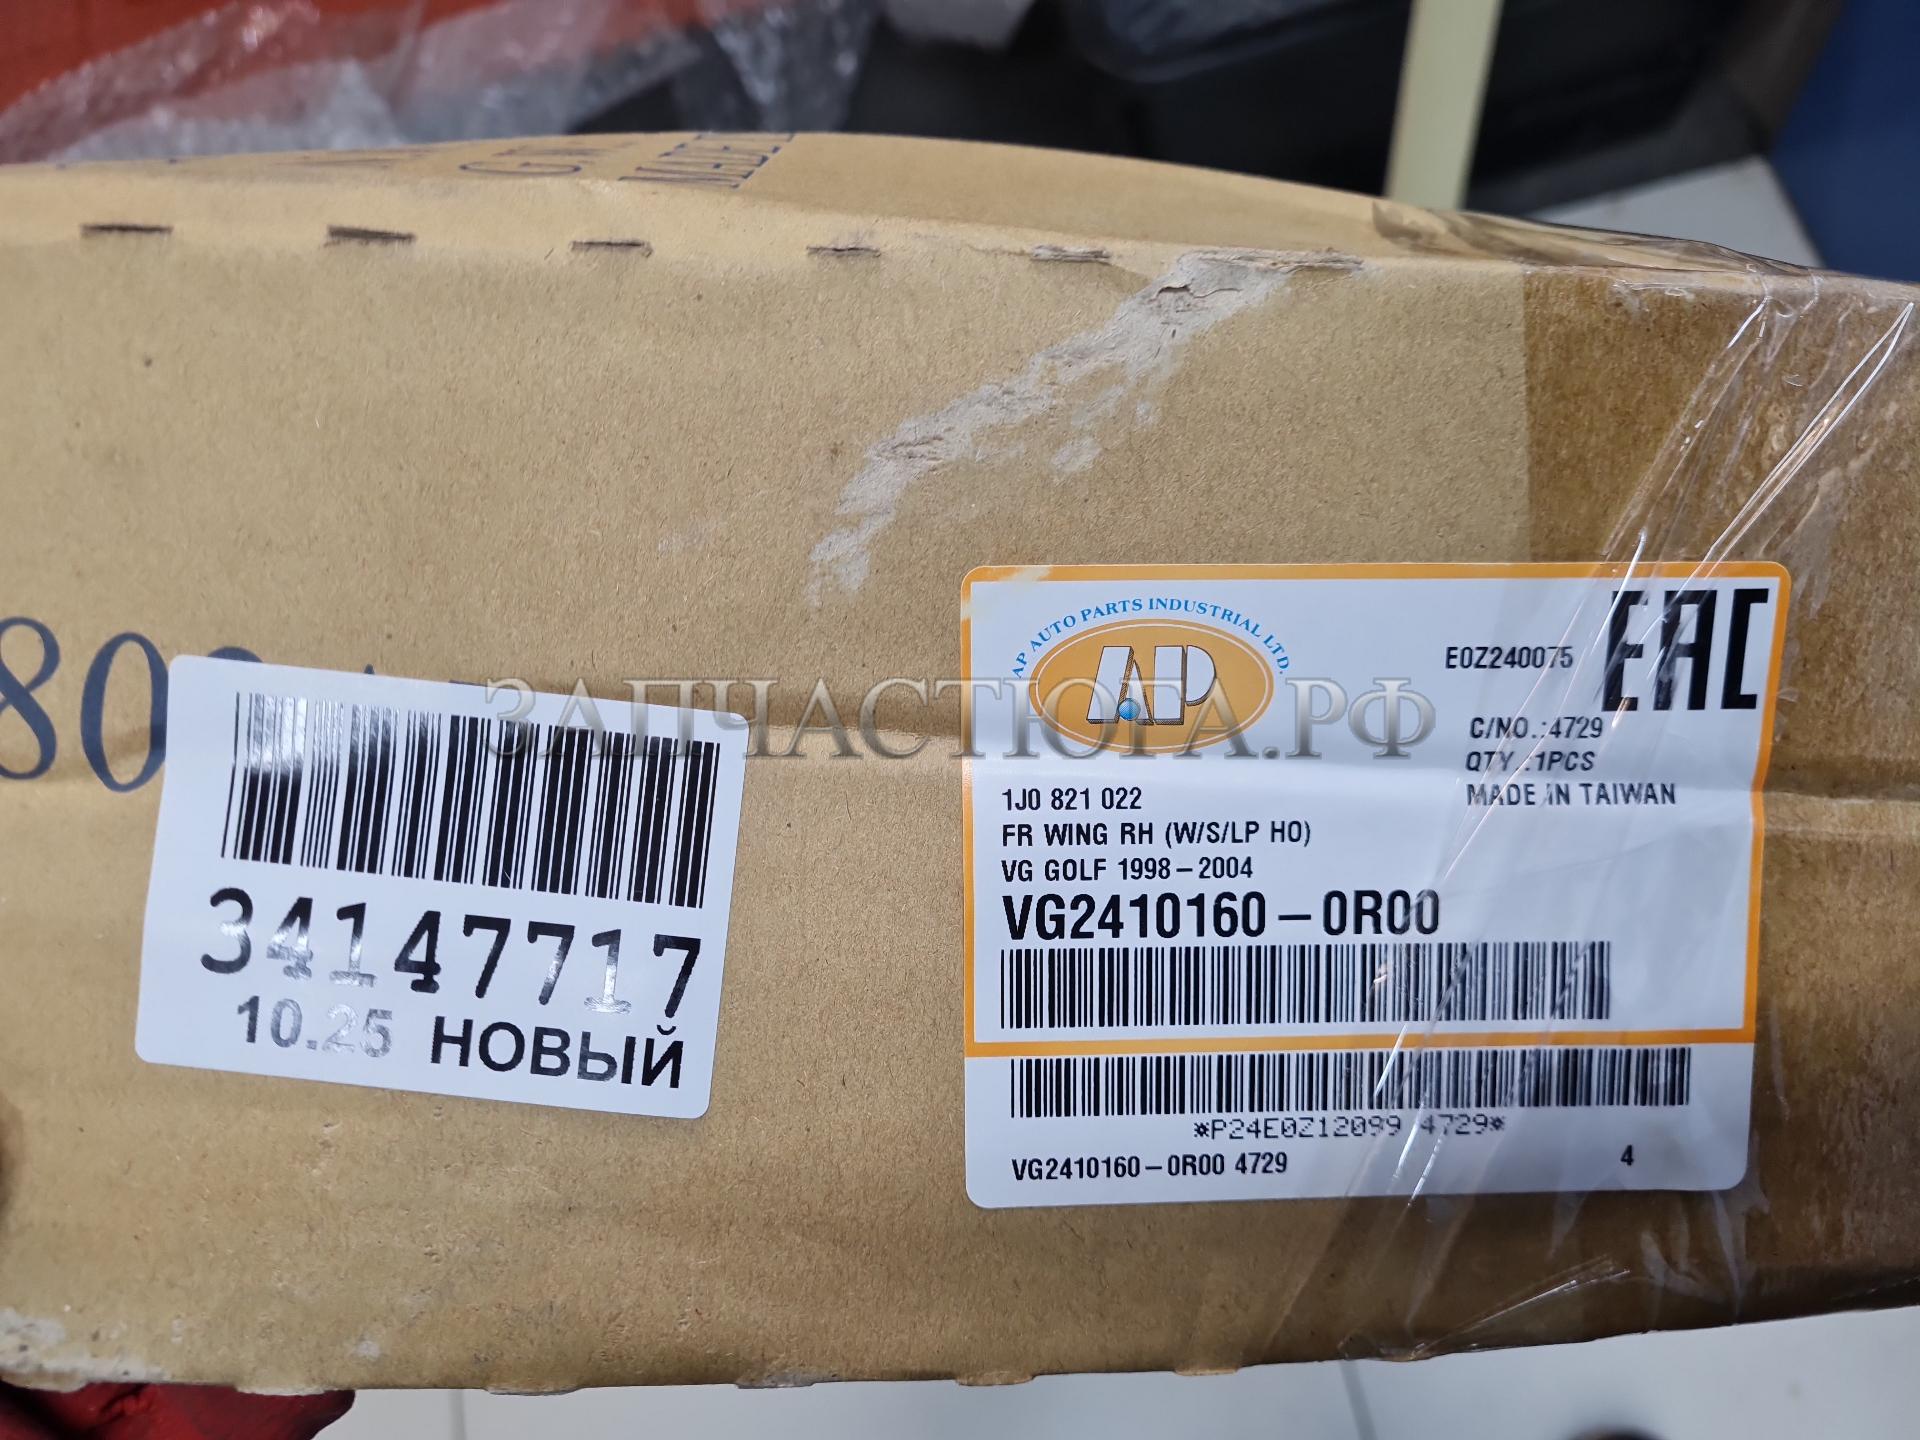 G.W.
MADE
80
34147717
10.25 НОВЫЙ
ЗАПЧАСТЮГА.РФ
AP AUTO PARTS INDUSTRIAL LTD.
AP
E0Z240075 EAC
C/NO.:4729
QTY.:1PCS
MADE IN TAIWAN
1J0 821 022
FR WING RH (W/S/LP HO)
VG GOLF 1998-2004
VG2410160-0R00
*P24E0Z12099 4729*
VG2410160-0R00 4729 4